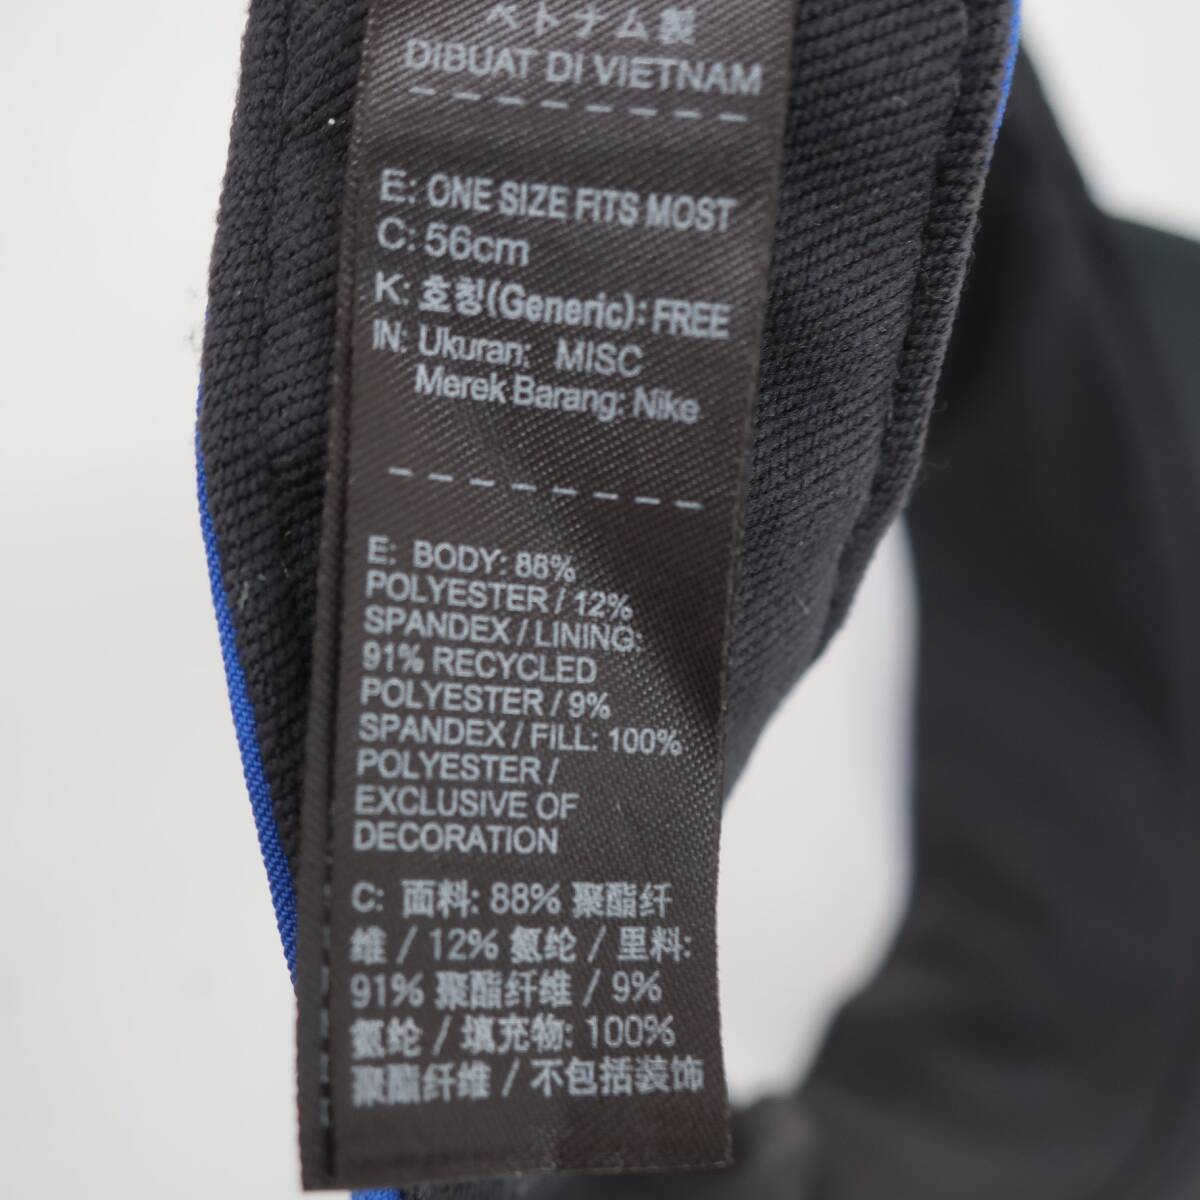 ベトナム製
DIBUAT DI VIETNAM
E: ONE SIZE FITS MOST
C: 56cm
K: 호칭(Generic): FREE
IN: Ukuran: MISC
Merek Barang: Nike
E: BODY: 88%
POLYESTER / 12%
SPANDEX / LINING:
91% RECYCLED
POLYESTER / 9%
SPANDEX / FILL: 100%
POLYESTER /
EXCLUSIVE OF
DECORATION
C: 面料: 88% 聚酯纤
维 / 12% 氨纶 / 里料:
91% 聚酯纤维 / 9%
氨纶 / 填充物: 100%
聚酯纤维 / 不包括装饰